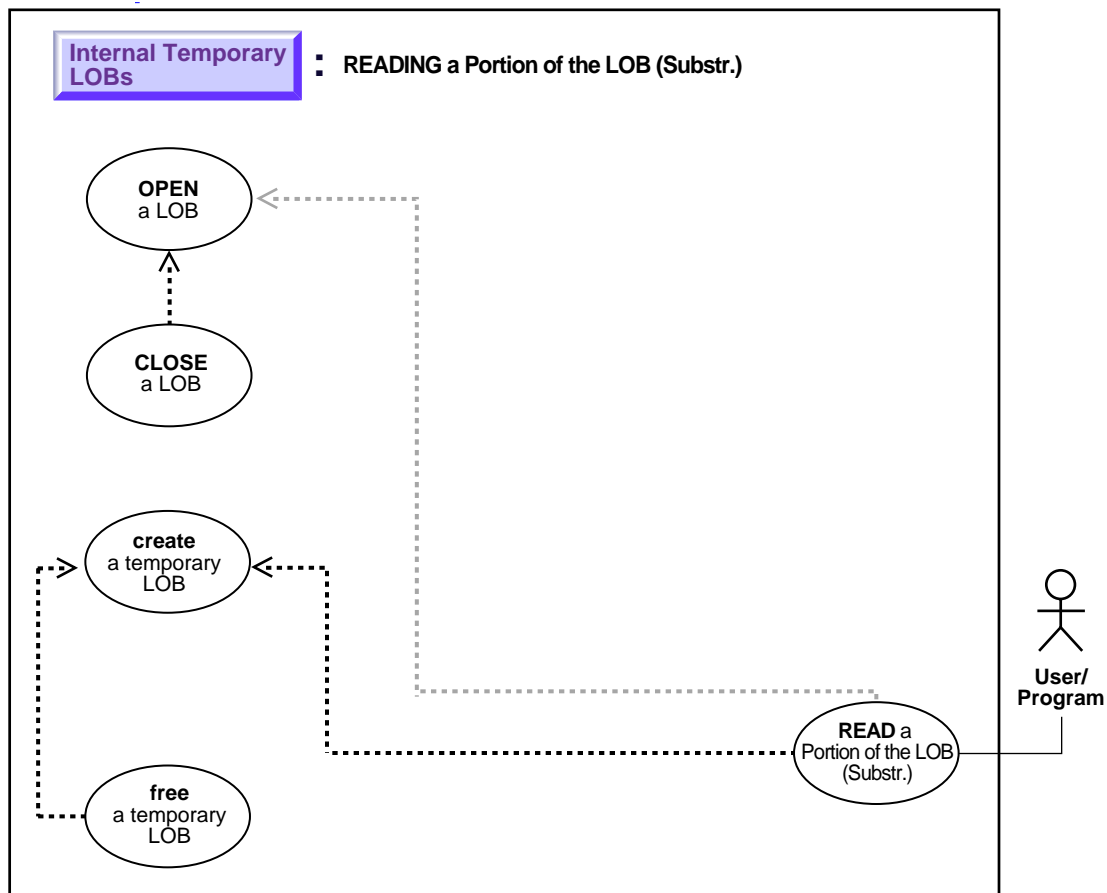 Internal Temporary
LOBs
: READING a Portion of the LOB (Substr.)
OPEN
a LOB
CLOSE
a LOB
create
a temporary
LOB
User/
Program
READ a
Portion of the LOB
(Substr.)
free
a temporary
LOB